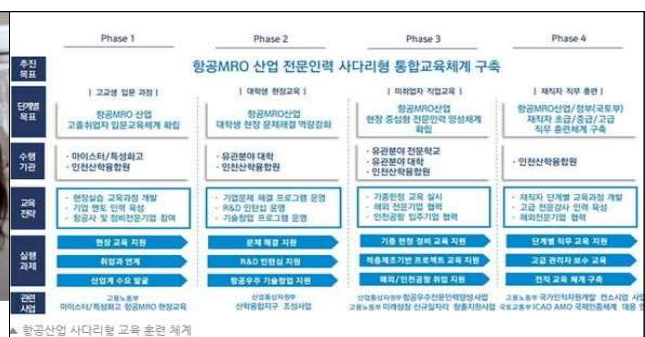 Phase 1
Phase 2
Phase 3
Phase 4
추진
목표
항공MRO 산업 전문인력 사다리형 통합교육체계 구축
단계별
목표
| 고교생 입문 과정 |
항공MRO 산업
고졸취업자 입문교육체계 확립
| 대학생 현장교육 |
항공MRO산업
대학생 현장 문제해결 역량강화
| 미취업자 직업교육 |
항공MRO산업
현장 중심형 전문인력 양성체계
확립
| 재직자 직무 훈련 |
항공MRO산업/정부(국토부)
재직자 초급/중급/고급
직무 훈련체계 구축
수행
기관
· 마이스터/특성화고
· 인천산학융합원
· 유관분야 대학
· 인천산학융합원
· 유관분야 전문학교
· 유관분야 대학
· 인천산학융합원
· 인천산학융합원
교육
전략
· 현장실습 교육과정 개발
· 기업 멘토 인력 육성
· 항공사 및 정비전문기업 참여
· 기업문제 해결 프로그램 운영
· R&D 인턴십 운영
· 기술창업 프로그램 운영
· 기종한정 교육 실시
· 해외 전문기업 협력
· 인천공항 입주기업 협력
· 재직자 단계별 교육과정 개발
· 고급 전문강사 인력 육성
· 해외전문기업 협력
실행
과제
현장 교육 지원
취업과 연계
산업계 수요 발굴
문제 해결 지원
R&D 인턴십 지원
항공우주 기술창업 지원
기종 한정 정비 교육 지원
적층제조기반 프로젝트 교육 지원
해외/인천공항 취업 지원
단계별 직무 교육 지원
고급 관리자 보수 교육
전직 교육 체계 구축
관련
사업
고용노동부
마이스터/특성화고 항공MRO 현장교육
산업통상자원부
산학융합지구 조성사업
산업통상자원부 항공우주전문인력양성사업
고용노동부 미래성장 신규일자리 창출지원사업
고용노동부 국가인적자원개발 컨소시엄 사업
국토교통부 ICAO AMO 국제인증체계 대응
▲ 항공산업 사다리형 교육 훈련 체계